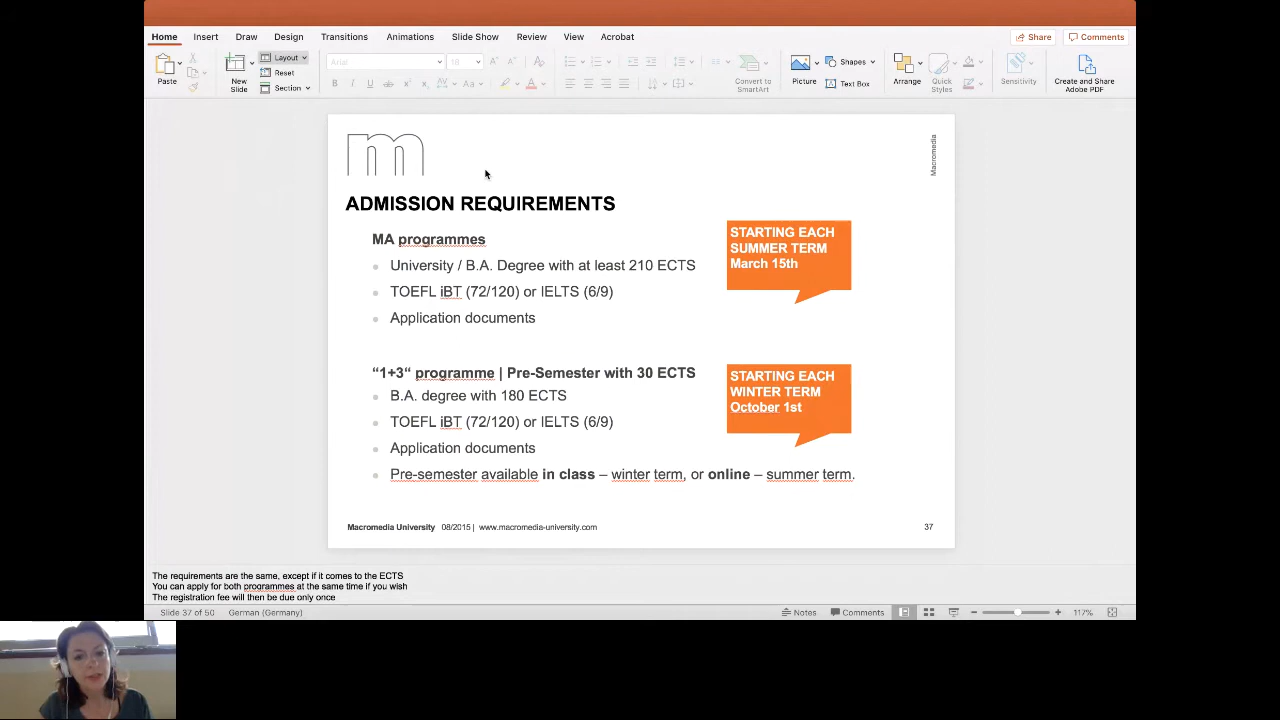 Home Insert Draw Design Transitions Animations Slide Show Review View Acrobat Share Comments
Paste New Slide Layout Reset Section Arial 18 Convert to SmartArt Picture Shapes Text Box Arrange Quick Styles Sensitivity Create and Share Adobe PDF
m
Macromedia
ADMISSION REQUIREMENTS
MA programmes
University / B.A. Degree with at least 210 ECTS
TOEFL iBT (72/120) or IELTS (6/9)
Application documents
STARTING EACH
SUMMER TERM
March 15th
“1+3“ programme | Pre-Semester with 30 ECTS
B.A. degree with 180 ECTS
TOEFL iBT (72/120) or IELTS (6/9)
Application documents
Pre-semester available in class – winter term, or online – summer term.
STARTING EACH
WINTER TERM
October 1st
Macromedia University 08/2015 | www.macromedia-university.com 37
The requirements are the same, except if it comes to the ECTS
You can apply for both programmes at the same time if you wish
The registration fee will then be due only once
Slide 37 of 50 German (Germany) Notes Comments 117%